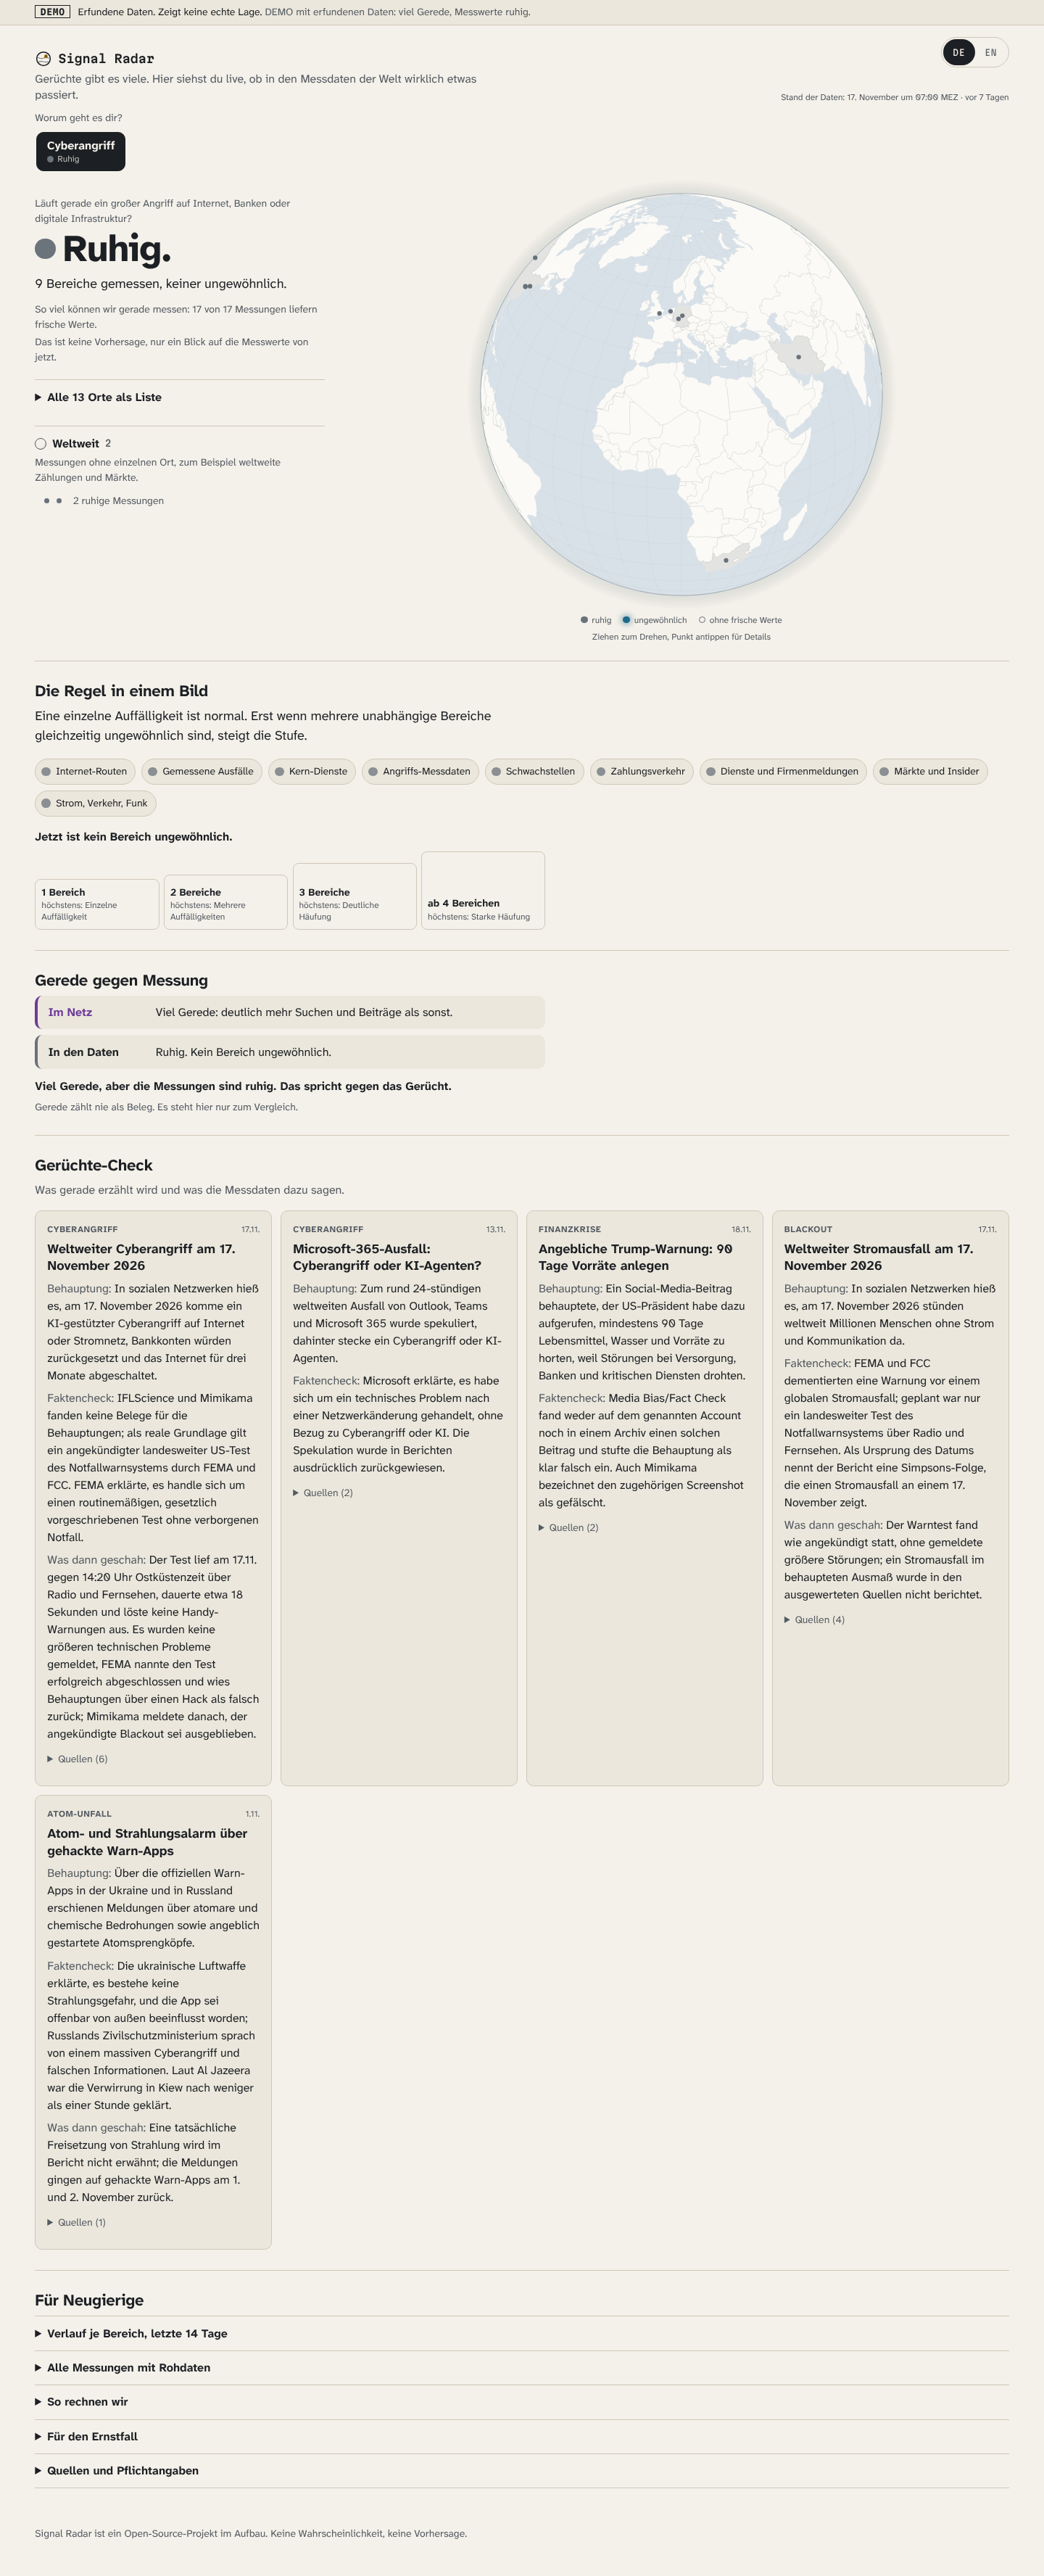 DEMO Erfundene Daten. Zeigt keine echte Lage. DEMO mit erfundenen Daten: viel Gerede, Messwerte ruhig.
Signal Radar
DE EN
Gerüchte gibt es viele. Hier siehst du live, ob in den Messdaten der Welt wirklich etwas
passiert.
Stand der Daten: 17. November um 07:00 MEZ · vor 7 Tagen
Worum geht es dir?
Cyberangriff
Ruhig
Läuft gerade ein großer Angriff auf Internet, Banken oder
digitale Infrastruktur?
Ruhig.
9 Bereiche gemessen, keiner ungewöhnlich.
So viel können wir gerade messen: 17 von 17 Messungen liefern
frische Werte.
Das ist keine Vorhersage, nur ein Blick auf die Messwerte von
jetzt.
Alle 13 Orte als Liste
Weltweit 2
Messungen ohne einzelnen Ort, zum Beispiel weltweite
Zählungen und Märkte.
2 ruhige Messungen
ruhig ungewöhnlich ohne frische Werte
Ziehen zum Drehen, Punkt antippen für Details
Die Regel in einem Bild
Eine einzelne Auffälligkeit ist normal. Erst wenn mehrere unabhängige Bereiche
gleichzeitig ungewöhnlich sind, steigt die Stufe.
Internet-Routen Gemessene Ausfälle Kern-Dienste Angriffs-Messdaten Schwachstellen Zahlungsverkehr Dienste und Firmenmeldungen Märkte und Insider
Strom, Verkehr, Funk
Jetzt ist kein Bereich ungewöhnlich.
1 Bereich
höchstens: Einzelne
Auffälligkeit
2 Bereiche
höchstens: Mehrere
Auffälligkeiten
3 Bereiche
höchstens: Deutliche
Häufung
ab 4 Bereichen
höchstens: Starke Häufung
Gerede gegen Messung
Im Netz Viel Gerede: deutlich mehr Suchen und Beiträge als sonst.
In den Daten Ruhig. Kein Bereich ungewöhnlich.
Viel Gerede, aber die Messungen sind ruhig. Das spricht gegen das Gerücht.
Gerede zählt nie als Beleg. Es steht hier nur zum Vergleich.
Gerüchte-Check
Was gerade erzählt wird und was die Messdaten dazu sagen.
CYBERANGRIFF 17.11.
Weltweiter Cyberangriff am 17.
November 2026
Behauptung: In sozialen Netzwerken hieß
es, am 17. November 2026 komme ein
KI-gestützter Cyberangriff auf Internet
oder Stromnetz, Bankkonten würden
zurückgesetzt und das Internet für drei
Monate abgeschaltet.
Faktencheck: IFLScience und Mimikama
fanden keine Belege für die
Behauptungen; als reale Grundlage gilt
ein angekündigter landesweiter US-Test
des Notfallwarnsystems durch FEMA und
FCC. FEMA erklärte, es handle sich um
einen routinemäßigen, gesetzlich
vorgeschriebenen Test ohne verborgenen
Notfall.
Was dann geschah: Der Test lief am 17.11.
gegen 14:20 Uhr Ostküstenzeit über
Radio und Fernsehen, dauerte etwa 18
Sekunden und löste keine Handy-
Warnungen aus. Es wurden keine
größeren technischen Probleme
gemeldet, FEMA nannte den Test
erfolgreich abgeschlossen und wies
Behauptungen über einen Hack als falsch
zurück; Mimikama meldete danach, der
angekündigte Blackout sei ausgeblieben.
Quellen (6)
CYBERANGRIFF 13.11.
Microsoft-365-Ausfall:
Cyberangriff oder KI-Agenten?
Behauptung: Zum rund 24-stündigen
weltweiten Ausfall von Outlook, Teams
und Microsoft 365 wurde spekuliert,
dahinter stecke ein Cyberangriff oder KI-
Agenten.
Faktencheck: Microsoft erklärte, es habe
sich um ein technisches Problem nach
einer Netzwerkänderung gehandelt, ohne
Bezug zu Cyberangriff oder KI. Die
Spekulation wurde in Berichten
ausdrücklich zurückgewiesen.
Quellen (2)
FINANZKRISE 18.11.
Angebliche Trump-Warnung: 90
Tage Vorräte anlegen
Behauptung: Ein Social-Media-Beitrag
behauptete, der US-Präsident habe dazu
aufgerufen, mindestens 90 Tage
Lebensmittel, Wasser und Vorräte zu
horten, weil Störungen bei Versorgung,
Banken und kritischen Diensten drohten.
Faktencheck: Media Bias/Fact Check
fand weder auf dem genannten Account
noch in einem Archiv einen solchen
Beitrag und stufte die Behauptung als
klar falsch ein. Auch Mimikama
bezeichnet den zugehörigen Screenshot
als gefälscht.
Quellen (2)
BLACKOUT 17.11.
Weltweiter Stromausfall am 17.
November 2026
Behauptung: In sozialen Netzwerken hieß
es, am 17. November 2026 stünden
weltweit Millionen Menschen ohne Strom
und Kommunikation da.
Faktencheck: FEMA und FCC
dementierten eine Warnung vor einem
globalen Stromausfall; geplant war nur
ein landesweiter Test des
Notfallwarnsystems über Radio und
Fernsehen. Als Ursprung des Datums
nennt der Bericht eine Simpsons-Folge,
die einen Stromausfall an einem 17.
November zeigt.
Was dann geschah: Der Warntest fand
wie angekündigt statt, ohne gemeldete
größere Störungen; ein Stromausfall im
behaupteten Ausmaß wurde in den
ausgewerteten Quellen nicht berichtet.
Quellen (4)
ATOM-UNFALL 1.11.
Atom- und Strahlungsalarm über
gehackte Warn-Apps
Behauptung: Über die offiziellen Warn-
Apps in der Ukraine und in Russland
erschienen Meldungen über atomare und
chemische Bedrohungen sowie angeblich
gestartete Atomsprengköpfe.
Faktencheck: Die ukrainische Luftwaffe
erklärte, es bestehe keine
Strahlungsgefahr, und die App sei
offenbar von außen beeinflusst worden;
Russlands Zivilschutzministerium sprach
von einem massiven Cyberangriff und
falschen Informationen. Laut Al Jazeera
war die Verwirrung in Kiew nach weniger
als einer Stunde geklärt.
Was dann geschah: Eine tatsächliche
Freisetzung von Strahlung wird im
Bericht nicht erwähnt; die Meldungen
gingen auf gehackte Warn-Apps am 1.
und 2. November zurück.
Quellen (1)
Für Neugierige
Verlauf je Bereich, letzte 14 Tage
Alle Messungen mit Rohdaten
So rechnen wir
Für den Ernstfall
Quellen und Pflichtangaben
Signal Radar ist ein Open-Source-Projekt im Aufbau. Keine Wahrscheinlichkeit, keine Vorhersage.